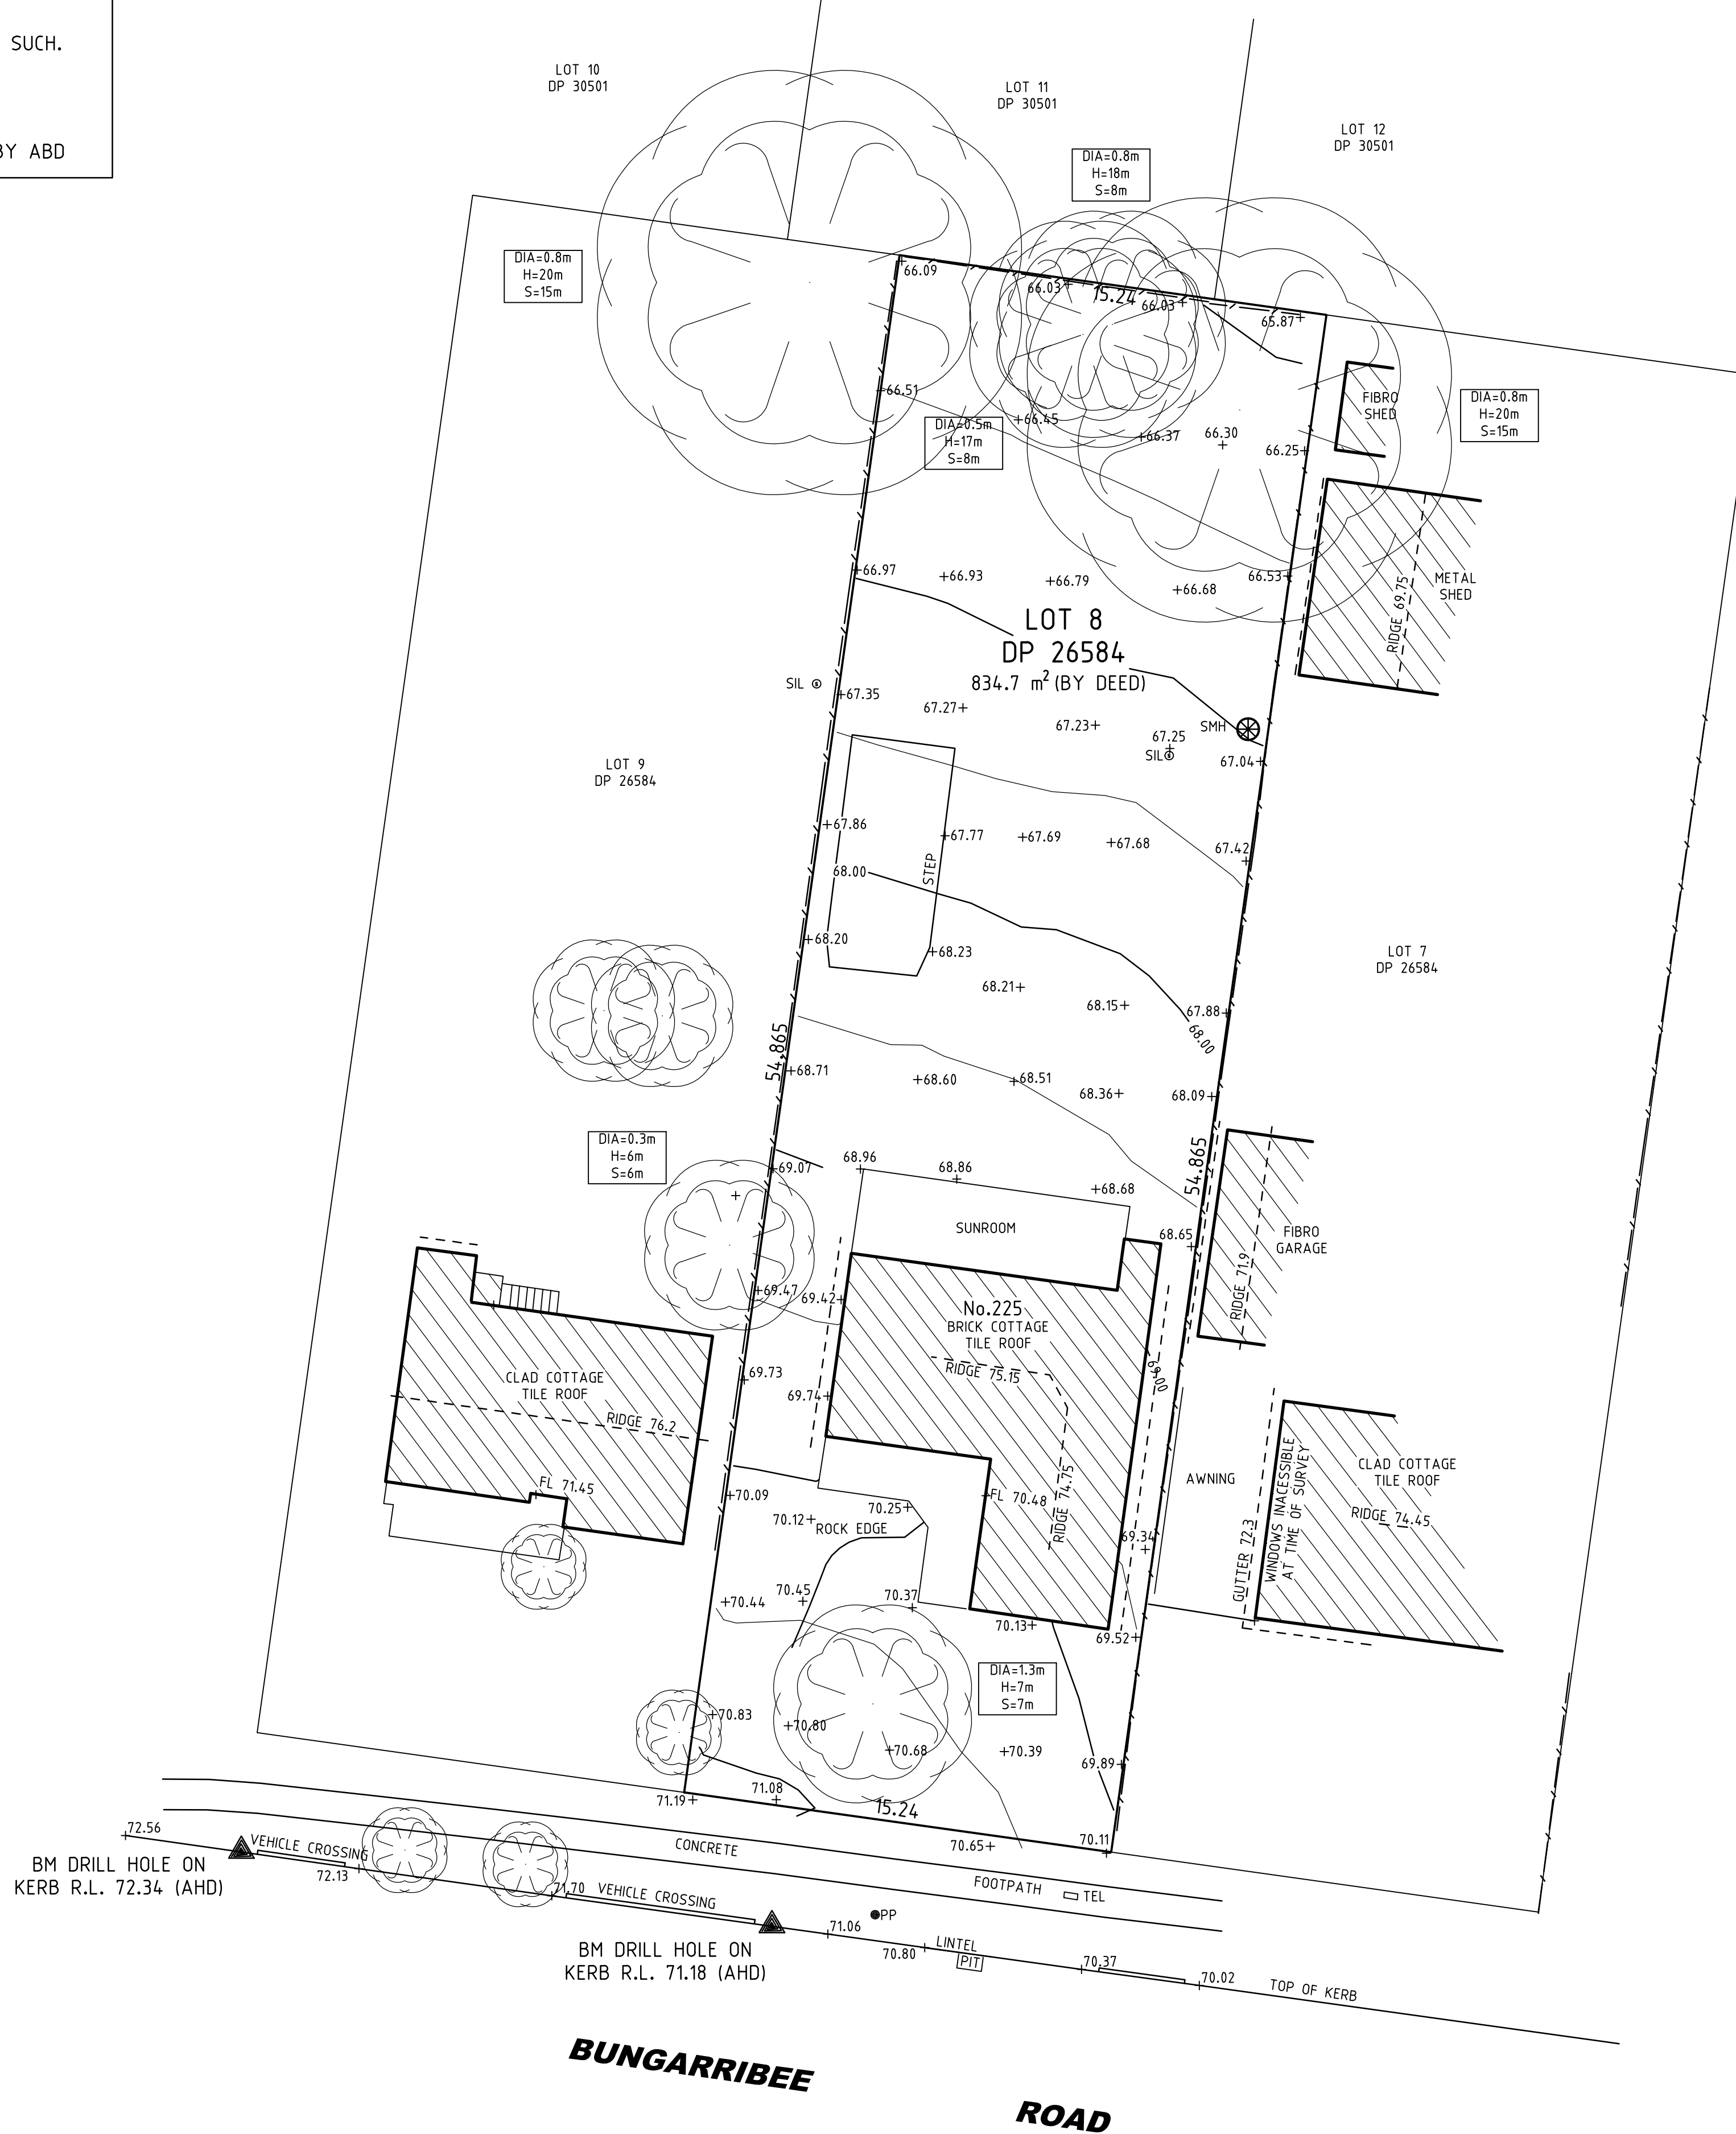 SUCH.
BY ABD
LOT 10
DP 30501
LOT 11
DP 30501
LOT 12
DP 30501
DIA=0.8m
H=18m
S=8m
DIA=0.8m
H=20m
S=15m
66.09
66.03
15.24
66.03
65.87
66.51
66.45
DIA=0.5m
H=17m
S=8m
66.37
66.30
66.25
FIBRO
SHED
DIA=0.8m
H=20m
S=15m
66.97
66.93
66.79
66.68
66.53
RIDGE 69.75
METAL
SHED
LOT 8
DP 26584
834.7 m² (BY DEED)
SIL
67.35
67.27
67.23
67.25
SIL
SMH
67.04
LOT 9
DP 26584
67.86
67.77
67.69
67.68
67.42
68.00
STEP
68.20
68.23
68.21
68.15
67.88
68.00
LOT 7
DP 26584
54.865
68.71
68.60
68.51
68.36
68.09
54.865
DIA=0.3m
H=6m
S=6m
69.07
68.96
68.86
68.68
SUNROOM
68.65
FIBRO
GARAGE
RIDGE 71.9
69.47
69.42
No.225
BRICK COTTAGE
TILE ROOF
RIDGE 75.15
69.00
69.73
69.74
CLAD COTTAGE
TILE ROOF
RIDGE 76.2
FL 71.45
70.09
70.12
70.25
ROCK EDGE
FL 70.48
RIDGE 74.75
69.34
AWNING
GUTTER 72.3
WINDOWS INACESSIBLE
AT TIME OF SURVEY
CLAD COTTAGE
TILE ROOF
RIDGE 74.45
70.44
70.45
70.37
70.13
69.52
DIA=1.3m
H=7m
S=7m
70.83
70.80
70.68
70.39
69.89
71.19
71.08
15.24
70.65
70.11
72.56
VEHICLE CROSSING
CONCRETE
FOOTPATH
TEL
BM DRILL HOLE ON
KERB R.L. 72.34 (AHD)
72.13
71.70
VEHICLE CROSSING
71.06
PP
70.80
LINTEL
PIT
70.37
70.02
TOP OF KERB
BM DRILL HOLE ON
KERB R.L. 71.18 (AHD)
BUNGARRIBEE
ROAD